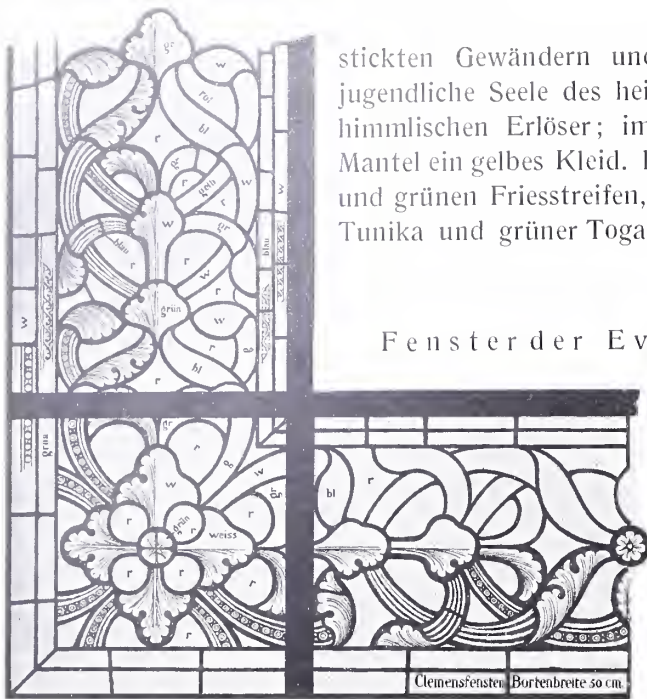 stickten Gewändern und
jugendliche Seele des hei
himmlischen Erlöser; im
Mantel ein gelbes Kleid.
und grünen Friesstreifen,
Tunika und grüner Toga
Fenster der Ev
gr
w
rot
bl
r
gr
gelb
r
w
w
w
blau
r
gr
blau
r
w
r
w
grün
w
r
r
bl
g
r
grün
gr
r
w
r
w
gr
r
grün
r
r
weiss
r
r
r
r
bl
r
Clemensfenster Bortenbreite 50 cm.